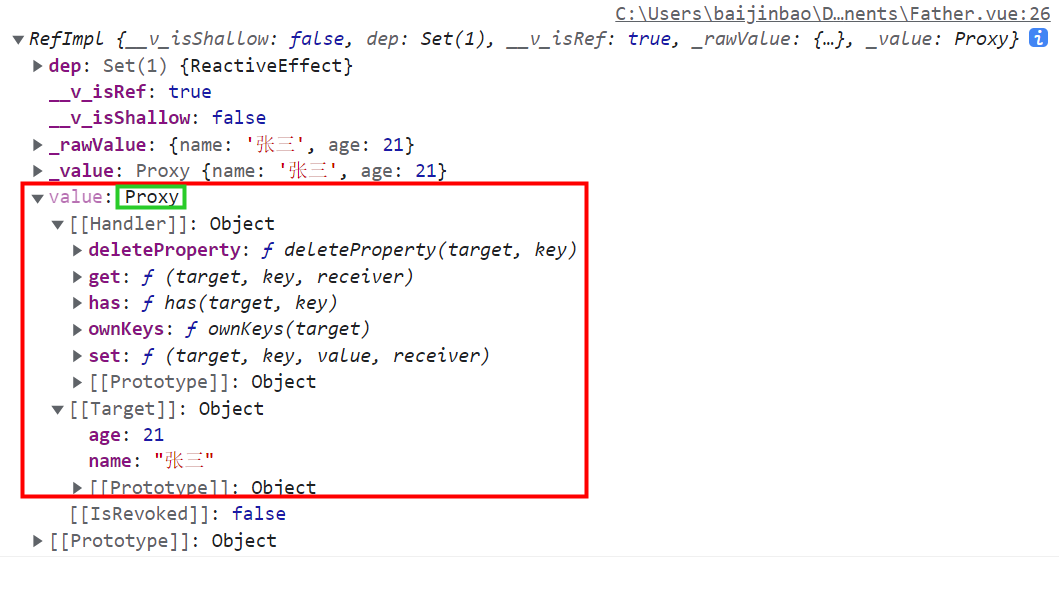 C:\Users\baijinbao\D…nents\Father.vue:26
▼RefImpl {__v_isShallow: false, dep: Set(1), __v_isRef: true, _rawValue: {…}, _value: Proxy} i
▶dep: Set(1) {ReactiveEffect}
__v_isRef: true
__v_isShallow: false
▶_rawValue: {name: '张三', age: 21}
▶_value: Proxy {name: '张三', age: 21}
▼value: Proxy
▼[[Handler]]: Object
▶deleteProperty: ƒ deleteProperty(target, key)
▶get: ƒ (target, key, receiver)
▶has: ƒ has(target, key)
▶ownKeys: ƒ ownKeys(target)
▶set: ƒ (target, key, value, receiver)
▶[[Prototype]]: Object
▼[[Target]]: Object
age: 21
name: "张三"
▶[[Prototype]]: Object
[[IsRevoked]]: false
▶[[Prototype]]: Object